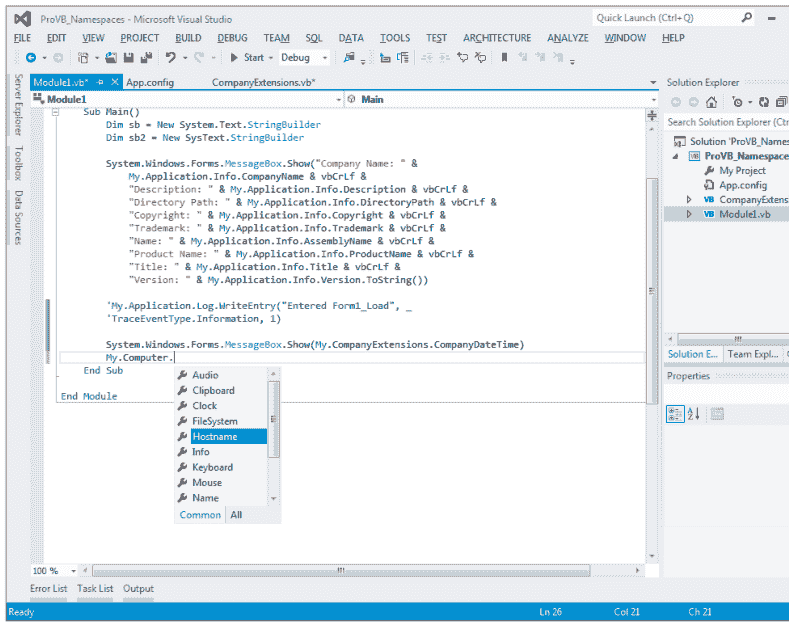 ProVB_Namespaces - Microsoft Visual Studio
Quick Launch (Ctrl+Q)
FILE EDIT VIEW PROJECT BUILD DEBUG TEAM SQL DATA TOOLS TEST ARCHITECTURE ANALYZE WINDOW HELP
Start Debug
Server Explorer
Toolbox
Data Sources
Module1.vb* App.config CompanyExtensions.vb*
Module1 Main
Sub Main()
Dim sb = New System.Text.StringBuilder
Dim sb2 = New SysText.StringBuilder
System.Windows.Forms.MessageBox.Show("Company Name: " &
My.Application.Info.CompanyName & vbCrLf &
"Description: " & My.Application.Info.Description & vbCrLf &
"Directory Path: " & My.Application.Info.DirectoryPath & vbCrLf &
"Copyright: " & My.Application.Info.Copyright & vbCrLf &
"Trademark: " & My.Application.Info.Trademark & vbCrLf &
"Name: " & My.Application.Info.AssemblyName & vbCrLf &
"Product Name: " & My.Application.Info.ProductName & vbCrLf &
"Title: " & My.Application.Info.Title & vbCrLf &
"Version: " & My.Application.Info.Version.ToString())
'My.Application.Log.WriteEntry("Entered Form1_Load", _
'TraceEventType.Information, 1)
System.Windows.Forms.MessageBox.Show(My.CompanyExtensions.CompanyDateTime)
My.Computer.
End Sub
End Module
Audio
Clipboard
Clock
FileSystem
Hostname
Info
Keyboard
Mouse
Name
Common All
100 %
Solution Explorer
Search Solution Explorer (Ctr
Solution 'ProVB_Names
ProVB_Namespace
My Project
App.config
CompanyExtens
Module1.vb
Solution E... Team Expl...
Properties
Error List Task List Output
Ready Ln 26 Col 21 Ch 21